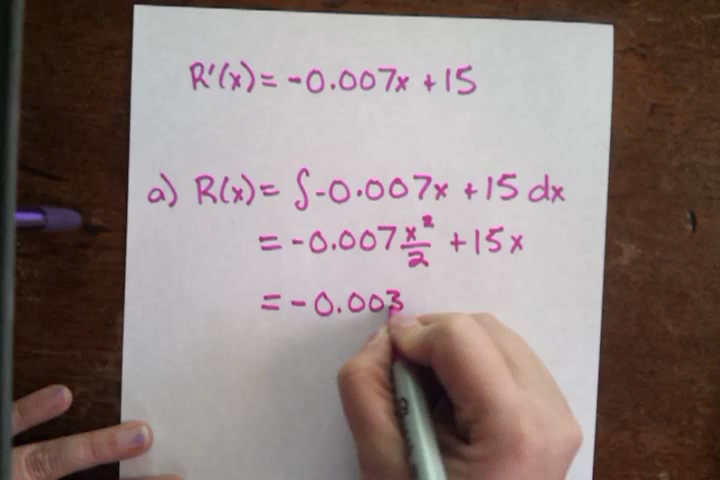 R'(x) = -0.007x + 15
a) R(x) = ∫-0.007x + 15 dx
= -0.007 x²/2 + 15x
= -0.003